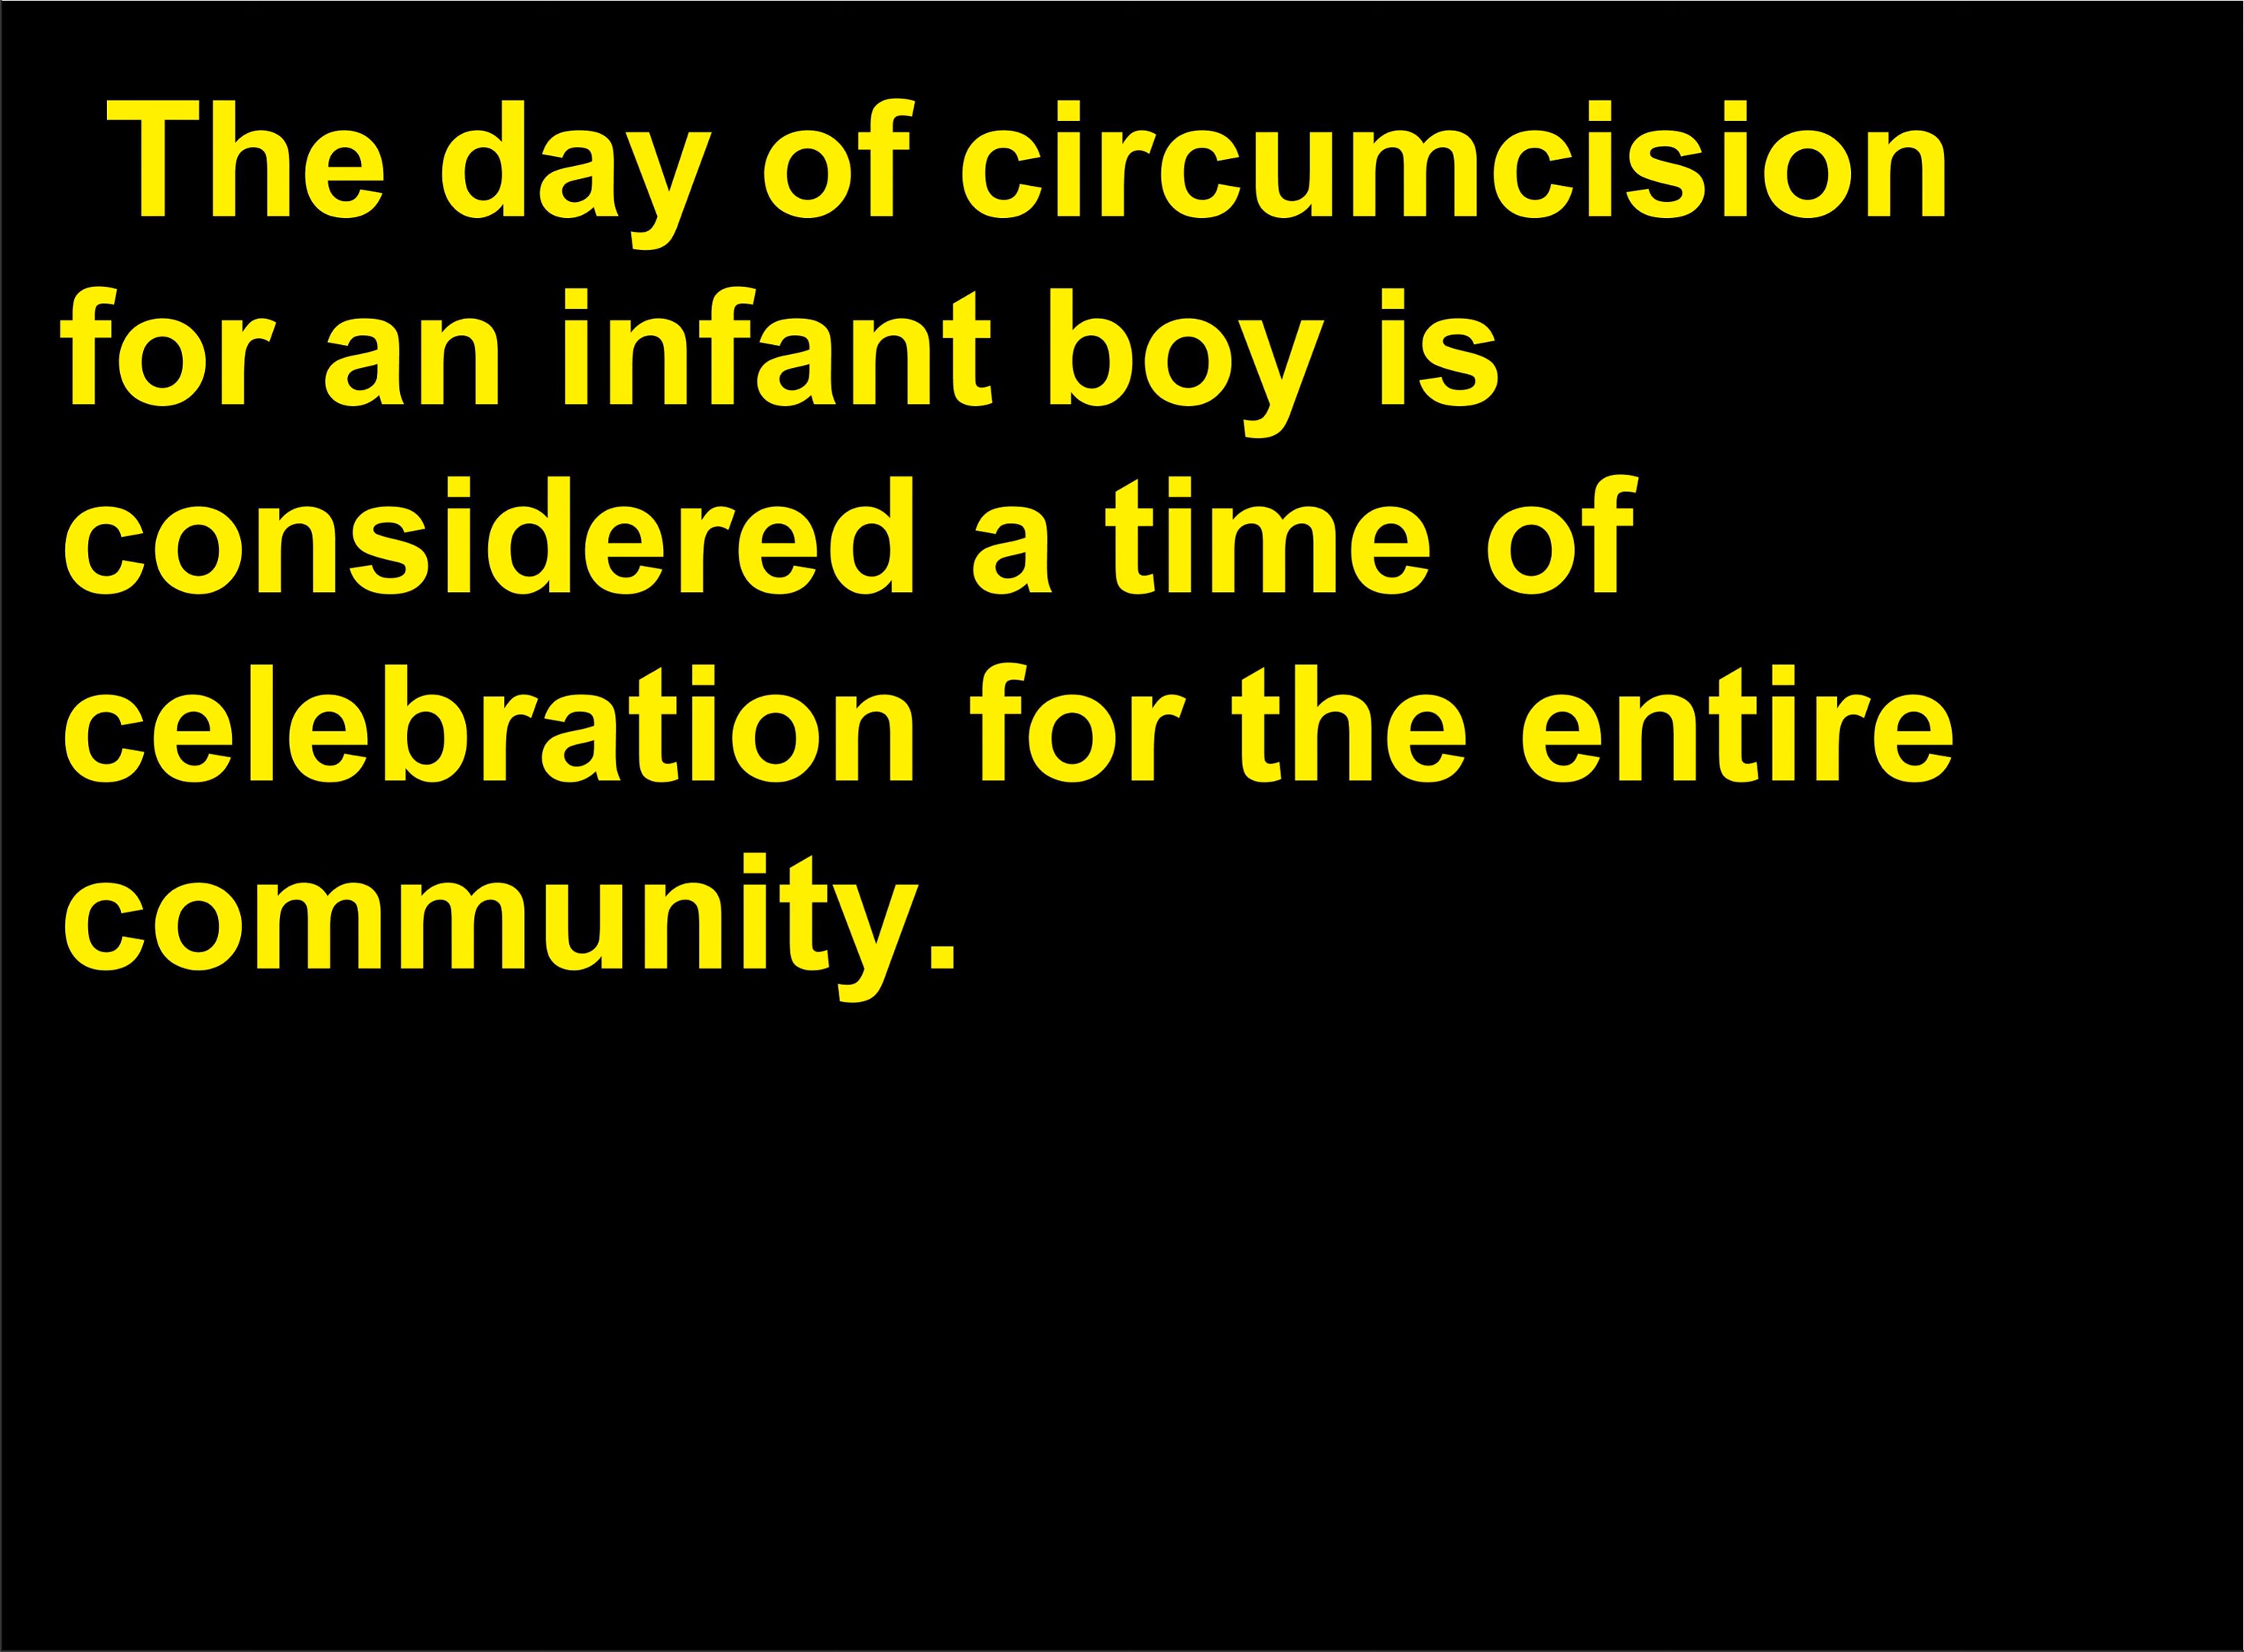 The day of circumcision
for an infant boy is
considered a time of
celebration for the entire
community.